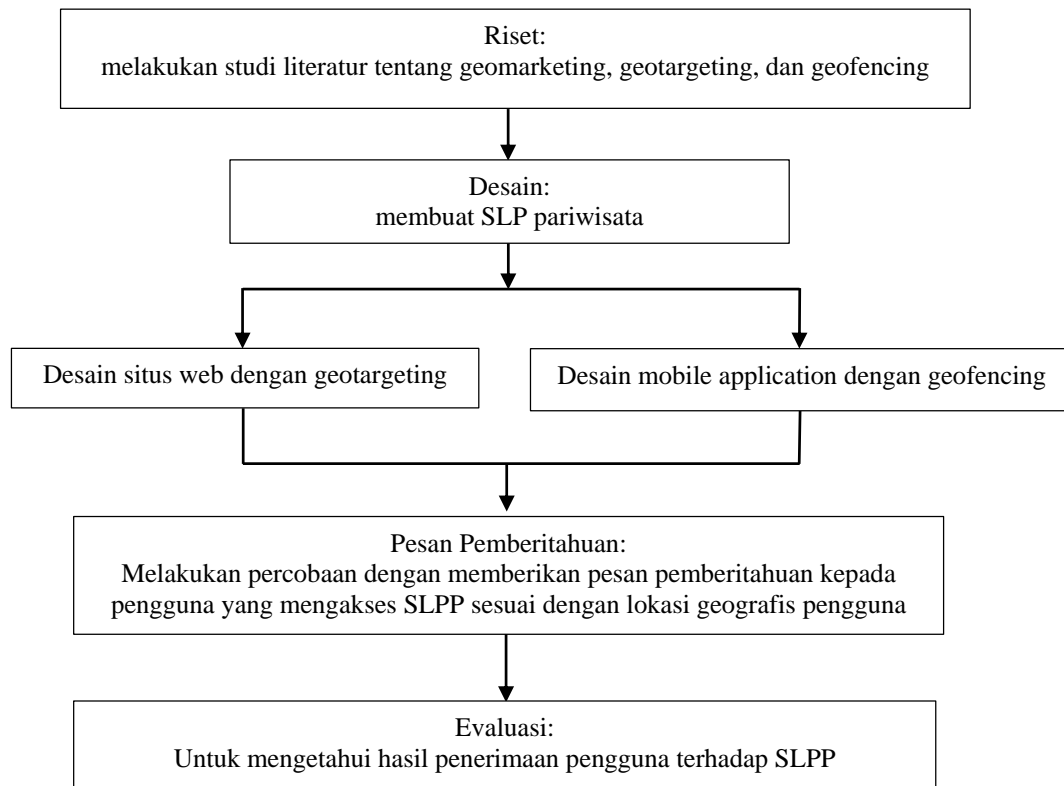 Riset:
melakukan studi literatur tentang geomarketing, geotargeting, dan geofencing
Desain:
membuat SLP pariwisata
Desain situs web dengan geotargeting
Desain mobile application dengan geofencing
Pesan Pemberitahuan:
Melakukan percobaan dengan memberikan pesan pemberitahuan kepada
pengguna yang mengakses SLPP sesuai dengan lokasi geografis pengguna
Evaluasi:
Untuk mengetahui hasil penerimaan pengguna terhadap SLPP